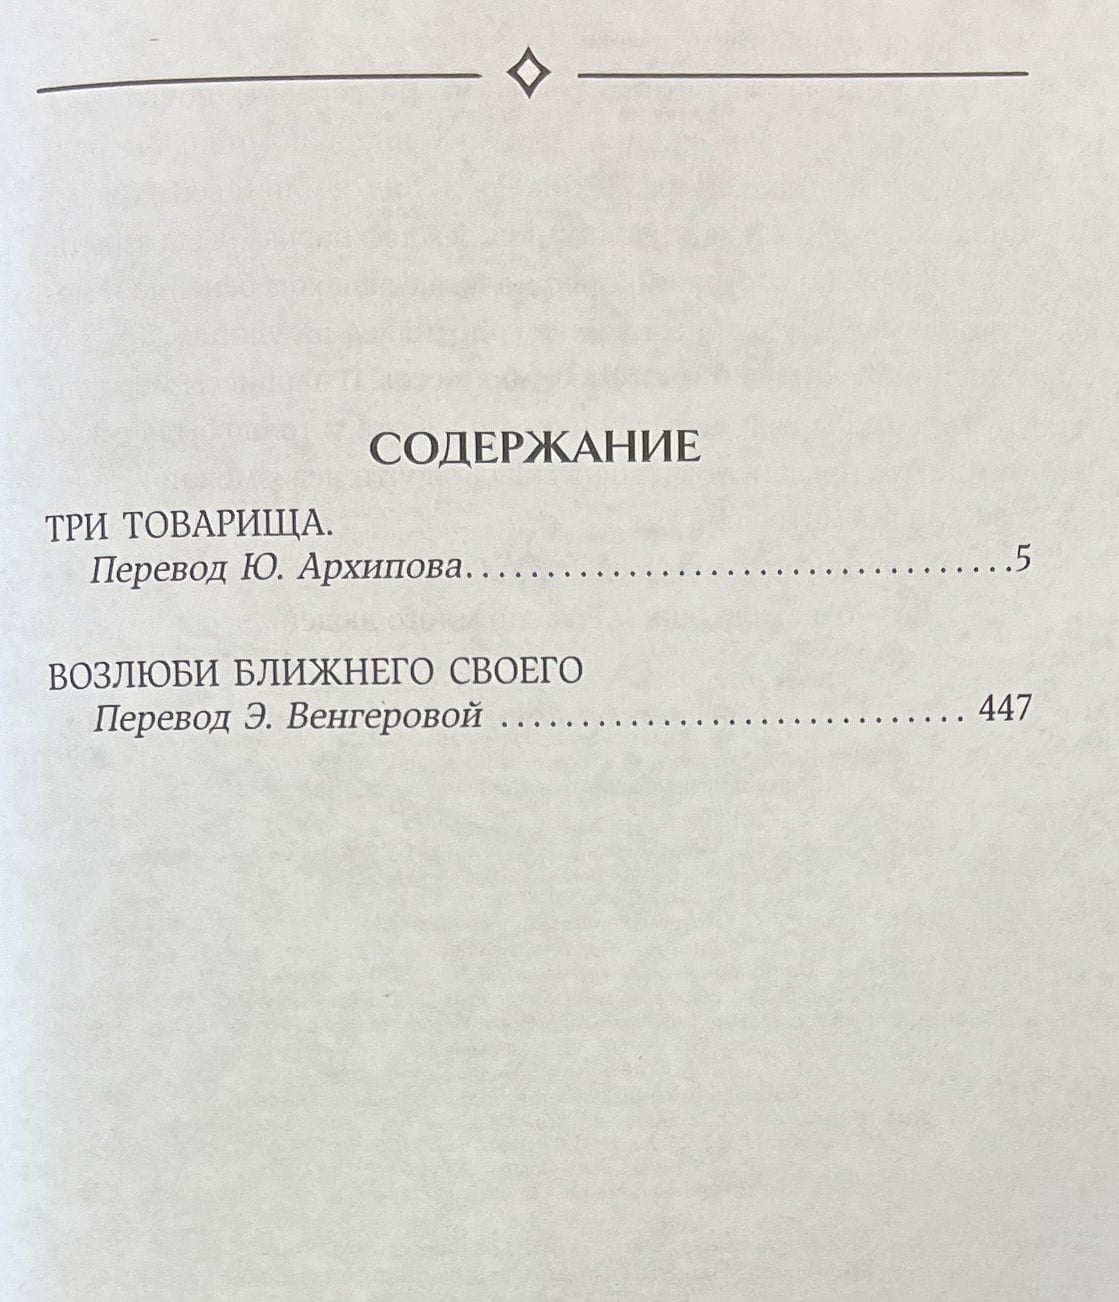 СОДЕРЖАНИЕ
ТРИ ТОВАРИЩА.
Перевод Ю. Архипова..................................5
ВОЗЛЮБИ БЛИЖНЕГО СВОЕГО
Перевод Э. Венгеровой ............................. 447